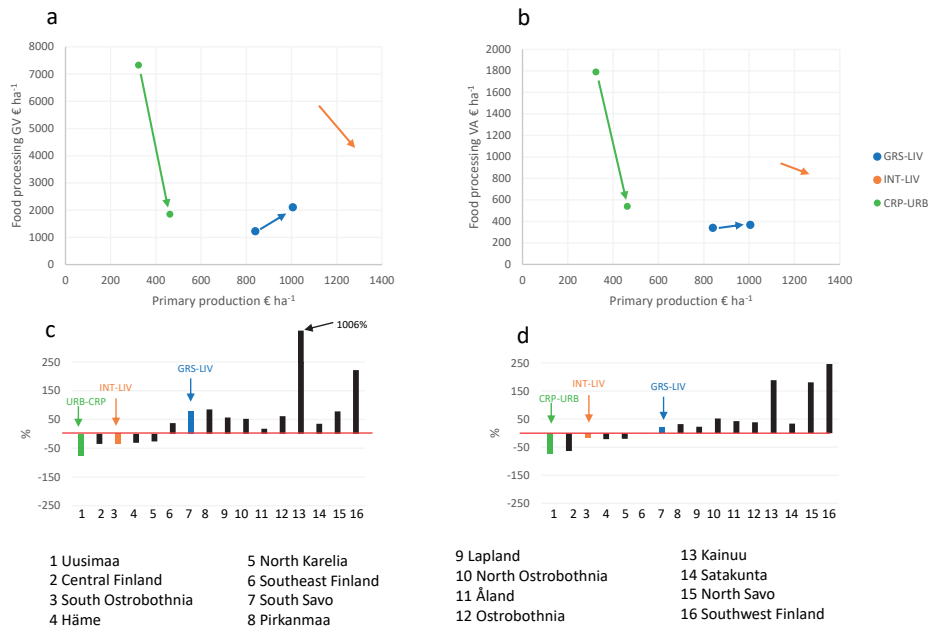 a
8000
7000
6000
5000
4000
3000
2000
1000
0
Food processing GV € ha⁻¹
0 200 400 600 800 1000 1200 1400
Primary production € ha⁻¹
b
2000
1800
1600
1400
1200
1000
800
600
400
200
0
Food processing VA € ha⁻¹
0 200 400 600 800 1000 1200 1400
Primary production € ha⁻¹
GRS-LIV
INT-LIV
CRP-URB
c
1006%
250
150
50
-50
-150
-250
%
URB-CRP
INT-LIV
GRS-LIV
1 2 3 4 5 6 7 8 9 10 11 12 13 14 15 16
d
250
150
50
-50
-150
-250
%
CRP-URB
INT-LIV
GRS-LIV
1 2 3 4 5 6 7 8 9 10 11 12 13 14 15 16
1 Uusimaa
2 Central Finland
3 South Ostrobothnia
4 Häme
5 North Karelia
6 Southeast Finland
7 South Savo
8 Pirkanmaa
9 Lapland
10 North Ostrobothnia
11 Åland
12 Ostrobothnia
13 Kainuu
14 Satakunta
15 North Savo
16 Southwest Finland